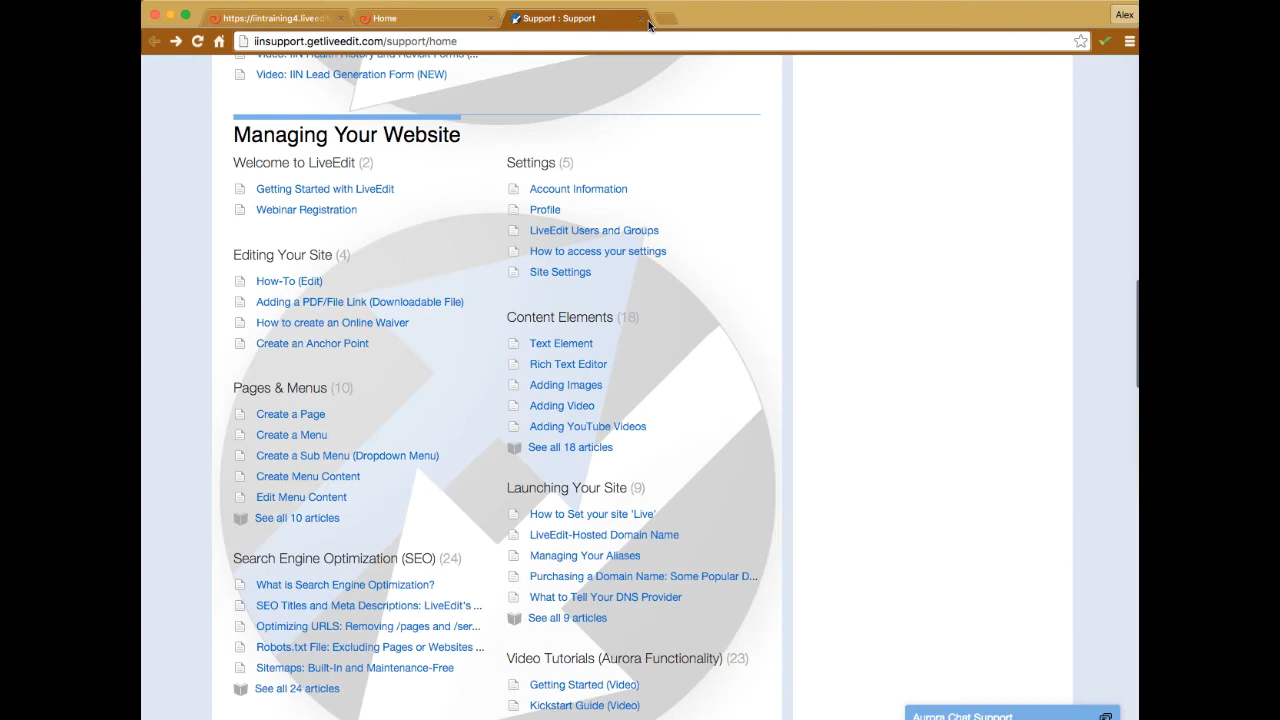 https://iintraining4.liveedit
Home
Support : Support
Alex
iinsupport.getliveedit.com/support/home
Video: IIN Health History and Revisit Forms (...
Video: IIN Lead Generation Form (NEW)
Managing Your Website
Welcome to LiveEdit (2)
Getting Started with LiveEdit
Webinar Registration
Editing Your Site (4)
How-To (Edit)
Adding a PDF/File Link (Downloadable File)
How to create an Online Waiver
Create an Anchor Point
Pages & Menus (10)
Create a Page
Create a Menu
Create a Sub Menu (Dropdown Menu)
Create Menu Content
Edit Menu Content
See all 10 articles
Search Engine Optimization (SEO) (24)
What is Search Engine Optimization?
SEO Titles and Meta Descriptions: LiveEdit's ...
Optimizing URLS: Removing /pages and /ser...
Robots.txt File: Excluding Pages or Websites ...
Sitemaps: Built-In and Maintenance-Free
See all 24 articles
Settings (5)
Account Information
Profile
LiveEdit Users and Groups
How to access your settings
Site Settings
Content Elements (18)
Text Element
Rich Text Editor
Adding Images
Adding Video
Adding YouTube Videos
See all 18 articles
Launching Your Site (9)
How to Set your site 'Live'
LiveEdit-Hosted Domain Name
Managing Your Aliases
Purchasing a Domain Name: Some Popular D...
What to Tell Your DNS Provider
See all 9 articles
Video Tutorials (Aurora Functionality) (23)
Getting Started (Video)
Kickstart Guide (Video)
Aurora Chat Support